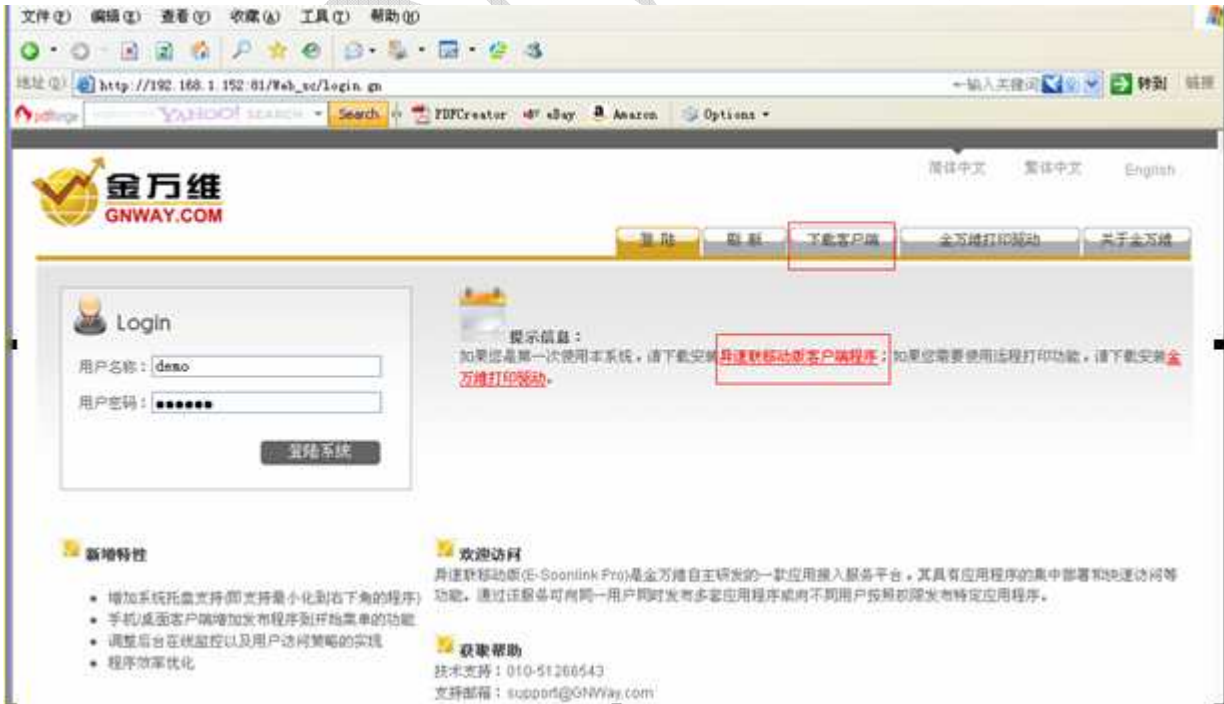 文件(F) 编辑(E) 查看(V) 收藏(A) 工具(T) 帮助(H)
地址(D) http://192.168.1.152:81/Web_sc/login.gn 转到 链接
pdfforge YAHOO! SEARCH Search PDFCreator eBay Amazon Options
简体中文 繁体中文 English
金万维
GNWAY.COM
登陆 刷新 下载客户端 金万维打印驱动 关于金万维
Login
用户名称：demo
用户密码：●●●●●●
登陆系统
提示信息：
如果您是第一次使用本系统，请下载安装异速联移动版客户端程序；如果您需要使用远程打印功能，请下载安装金
万维打印驱动。
新增特性
增加系统托盘支持(即支持最小化到右下角的程序)
手机/桌面客户端增加发布程序到开始菜单的功能
调整后台在线监控以及用户访问策略的实现
程序效率优化
欢迎访问
异速联移动版(E-Soonlink Pro)是金万维自主研发的一款应用接入服务平台，其具有应用程序的集中部署和快速访问等
功能。通过该服务可向同一用户同时发布多套应用程序或向不同用户按照权限发布特定应用程序。
获取帮助
技术支持：010-51266543
支持邮箱：support@GNWay.com